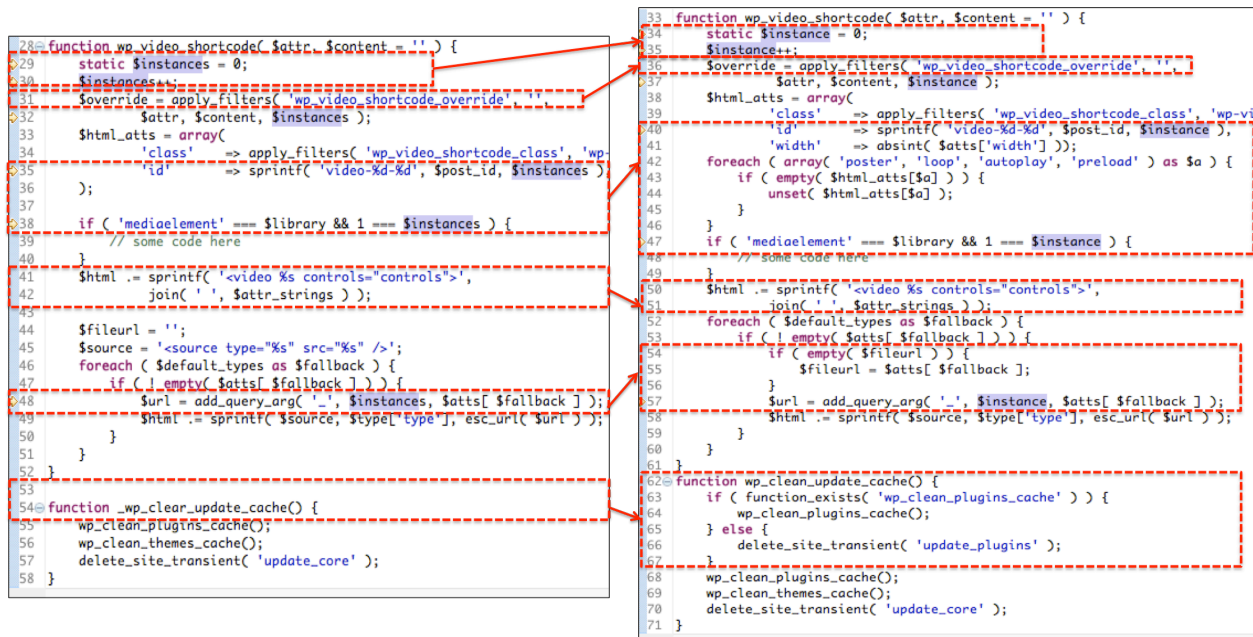 28 function wp_video_shortcode( $attr, $content = '' ) {
29 static $instances = 0;
30 $instances++;
31 $override = apply_filters( 'wp_video_shortcode_override', '',
32 $attr, $content, $instances );
33 $html_atts = array(
34 'class' => apply_filters( 'wp_video_shortcode_class', 'wp-
35 'id' => sprintf( 'video-%d-%d', $post_id, $instances )
36 );
37
38 if ( 'mediaelement' === $library && 1 === $instances ) {
39 // some code here
40 }
41 $html .= sprintf( '<video %s controls="controls">',
42 join( ' ', $attr_strings ) );
43
44 $fileurl = '';
45 $source = '<source type="%s" src="%s" />';
46 foreach ( $default_types as $fallback ) {
47 if ( ! empty( $atts[ $fallback ] ) ) {
48 $url = add_query_arg( '_', $instances, $atts[ $fallback ] );
49 $html .= sprintf( $source, $type['type'], esc_url( $url ) );
50 }
51 }
52 }
53
54 function _wp_clean_update_cache() {
55 wp_clean_plugins_cache();
56 wp_clean_themes_cache();
57 delete_site_transient( 'update_core' );
58 }
33 function wp_video_shortcode( $attr, $content = '' ) {
34 static $instance = 0;
35 $instance++;
36 $override = apply_filters( 'wp_video_shortcode_override', '',
37 $attr, $content, $instance );
38 $html_atts = array(
39 'class' => apply_filters( 'wp_video_shortcode_class', 'wp-vi
40 'id' => sprintf( 'video-%d-%d', $post_id, $instance ),
41 'width' => absint( $atts['width'] ));
42 foreach ( array( 'poster', 'loop', 'autoplay', 'preload' ) as $a ) {
43 if ( empty( $html_atts[$a] ) ) {
44 unset( $html_atts[$a] );
45 }
46 }
47 if ( 'mediaelement' === $library && 1 === $instance ) {
48 // some code here
49 }
50 $html .= sprintf( '<video %s controls="controls">',
51 join( ' ', $attr_strings ) );
52 foreach ( $default_types as $fallback ) {
53 if ( ! empty( $atts[ $fallback ] ) ) {
54 if ( empty( $fileurl ) ) {
55 $fileurl = $atts[ $fallback ];
56 }
57 $url = add_query_arg( '_', $instance, $atts[ $fallback ] );
58 $html .= sprintf( $source, $type['type'], esc_url( $url ) );
59 }
60 }
61 }
62 function wp_clean_update_cache() {
63 if ( function_exists( 'wp_clean_plugins_cache' ) ) {
64 wp_clean_plugins_cache();
65 } else {
66 delete_site_transient( 'update_plugins' );
67 }
68 wp_clean_plugins_cache();
69 wp_clean_themes_cache();
70 delete_site_transient( 'update_core' );
71 }